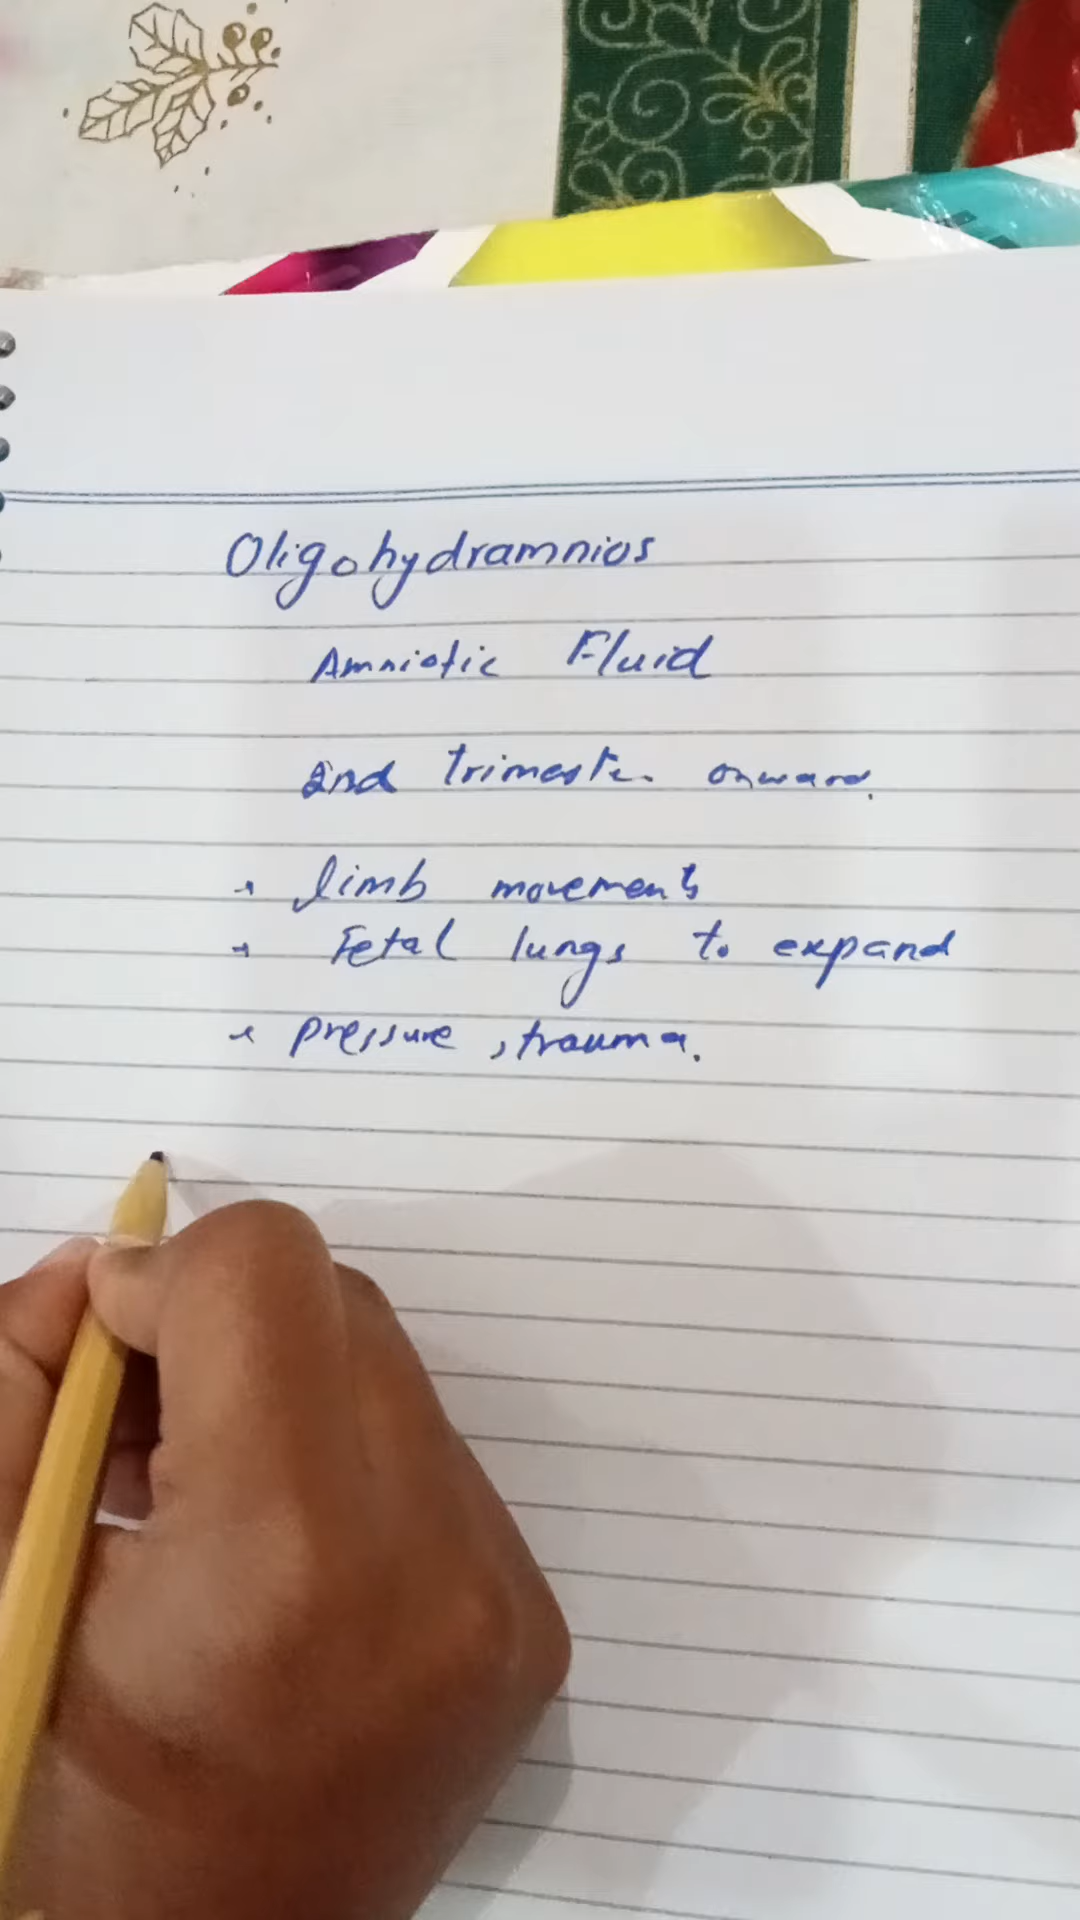 Oligohydramnios
Amniotic Fluid
2nd trimester onward.
limb movements
Fetal lungs to expand
pressure, trauma.